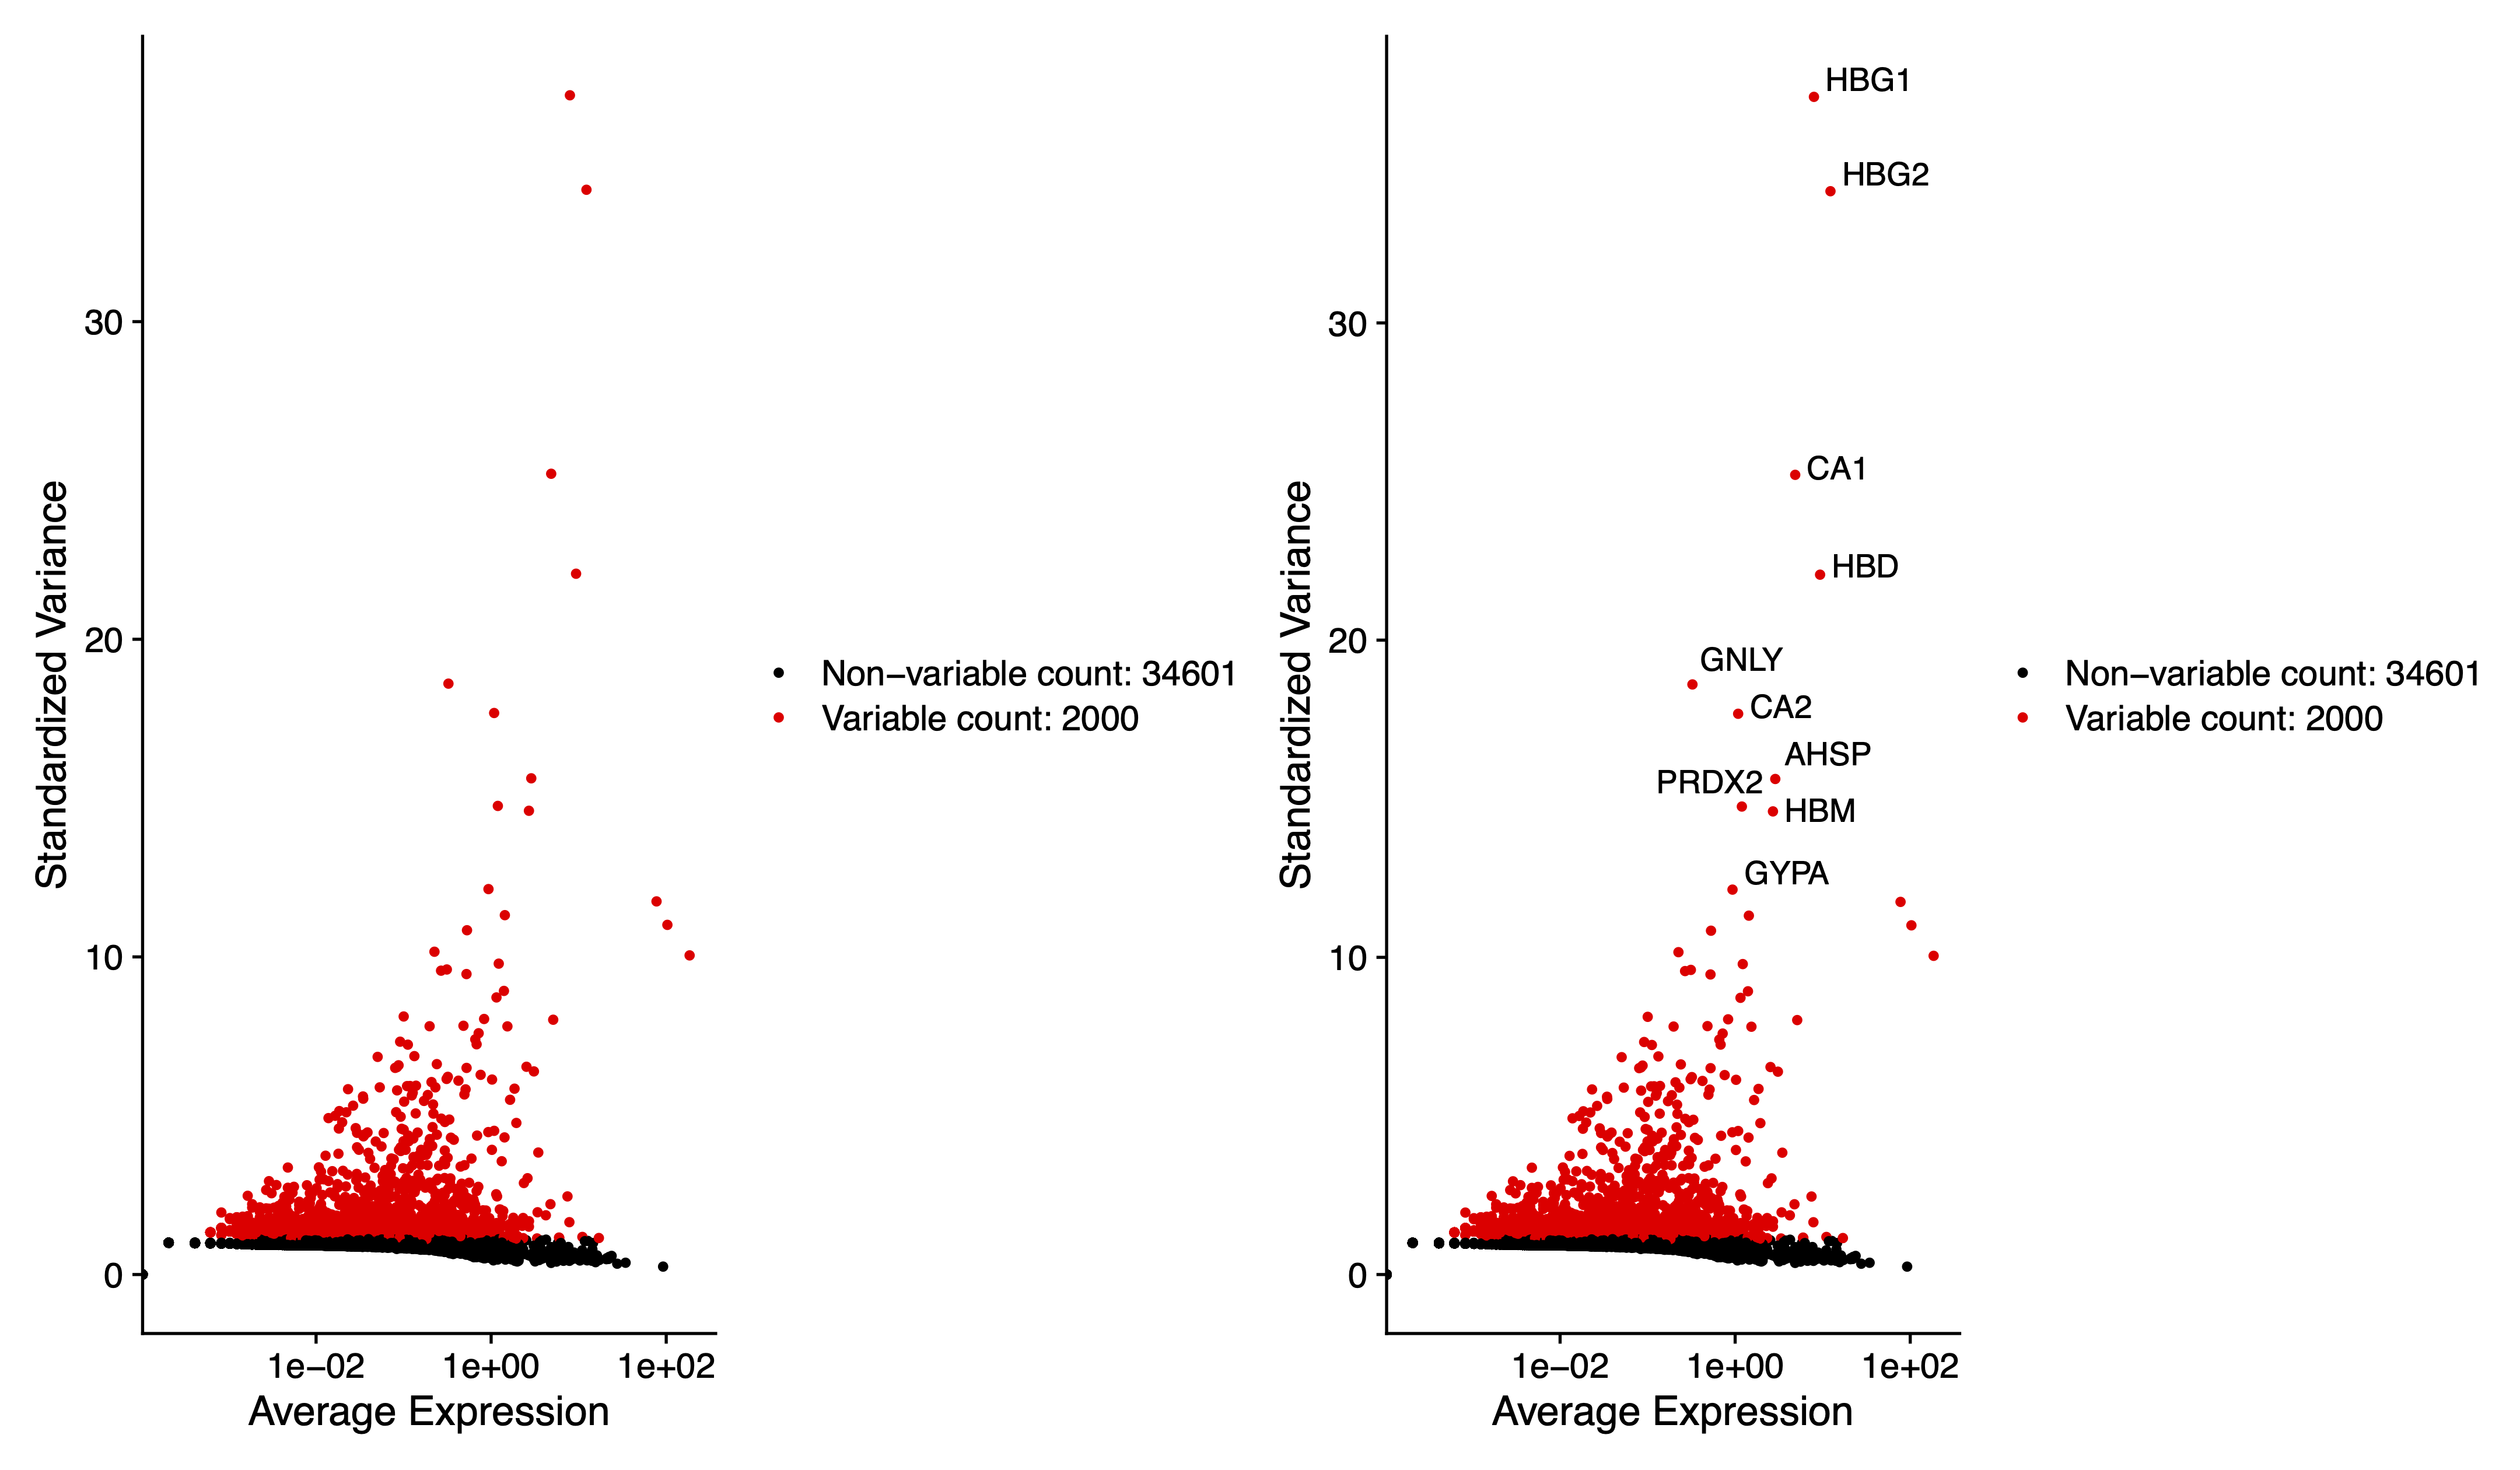 Standardized Variance
30
20
10
0
1e−02
1e+00
1e+02
Average Expression
Non−variable count: 34601
Variable count: 2000
Standardized Variance
30
20
10
0
HBG1
HBG2
CA1
HBD
GNLY
CA2
AHSP
PRDX2
HBM
GYPA
1e−02
1e+00
1e+02
Average Expression
Non−variable count: 34601
Variable count: 2000